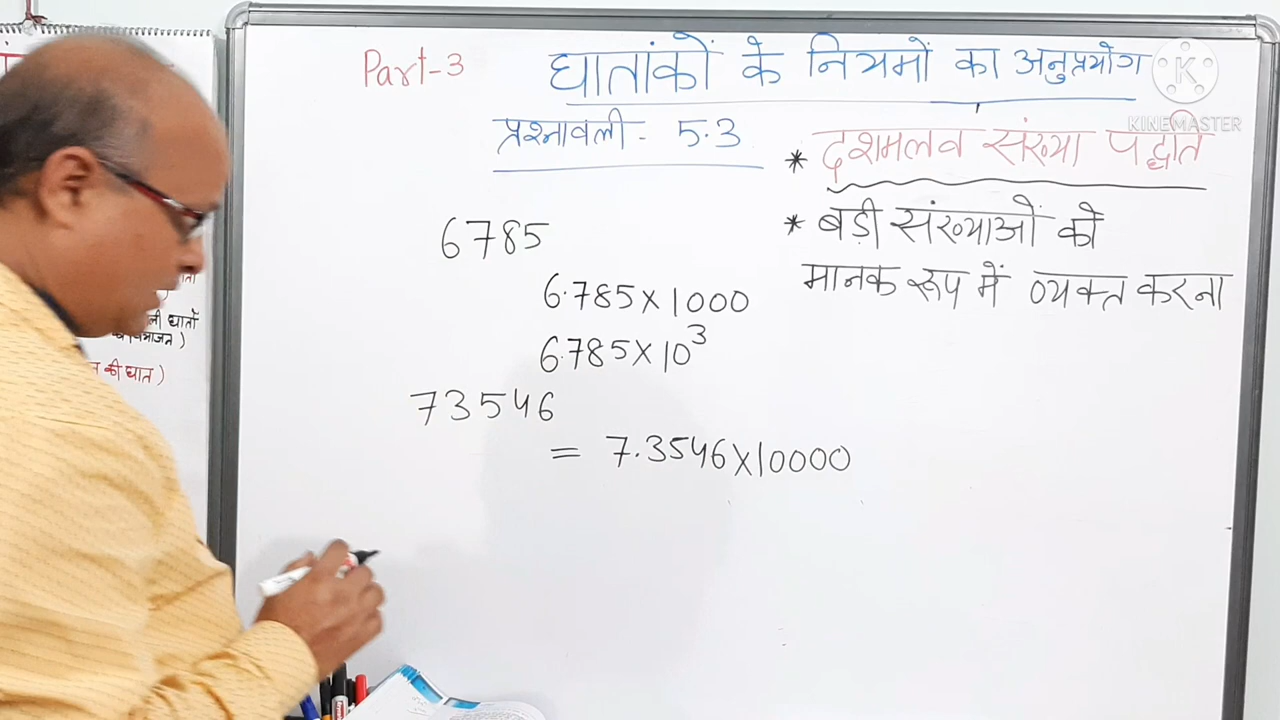 Part-3
घातांकों के नियमों का अनुप्रयोग
प्रश्नावली - 5.3
* दशमलव संख्या पद्धति
* बड़ी संख्याओं को
मानक रूप में व्यक्त करना
6785
6.785×1000
6.785×10³
73546
= 7.3546×10000
KINEMASTER
घातों
की घात)